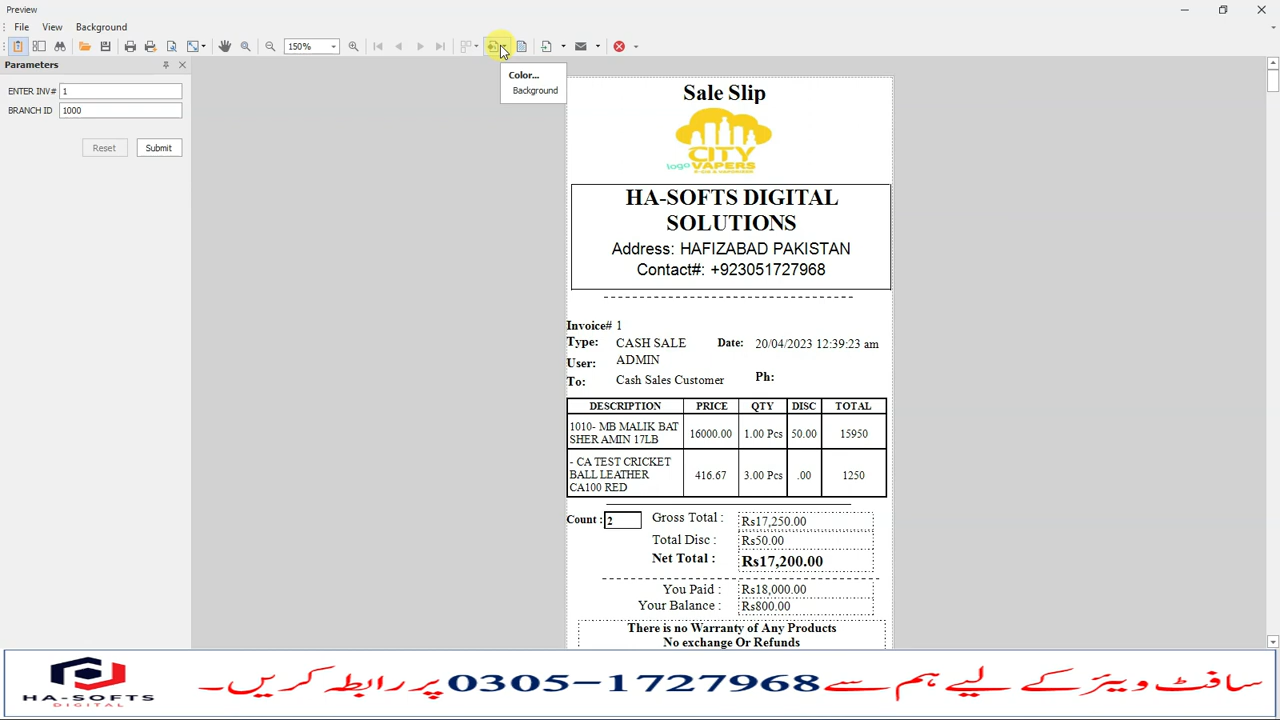 Preview
File View Background
150%
Parameters
ENTER INV# 1
BRANCH ID 1000
Reset Submit
Color...
Background
Sale Slip
CITY
logo VAPERS
HA-SOFTS DIGITAL
SOLUTIONS
Address: HAFIZABAD PAKISTAN
Contact#: +923051727968
Invoice# 1
Type: CASH SALE Date: 20/04/2023 12:39:23 am
User: ADMIN
To: Cash Sales Customer Ph:
DESCRIPTION PRICE QTY DISC TOTAL
1010- MB MALIK BAT
SHER AMIN 17LB 16000.00 1.00 Pcs 50.00 15950
- CA TEST CRICKET
BALL LEATHER 416.67 3.00 Pcs .00 1250
CA100 RED
Count : 2 Gross Total : Rs17,250.00
Total Disc : Rs50.00
Net Total : Rs17,200.00
You Paid : Rs18,000.00
Your Balance : Rs800.00
There is no Warranty of Any Products
No exchange Or Refunds
HA-SOFTS
DIGITAL
سافٹ ویئر کے لیے ہم سے 0305-1727968 پر رابطہ کریں۔